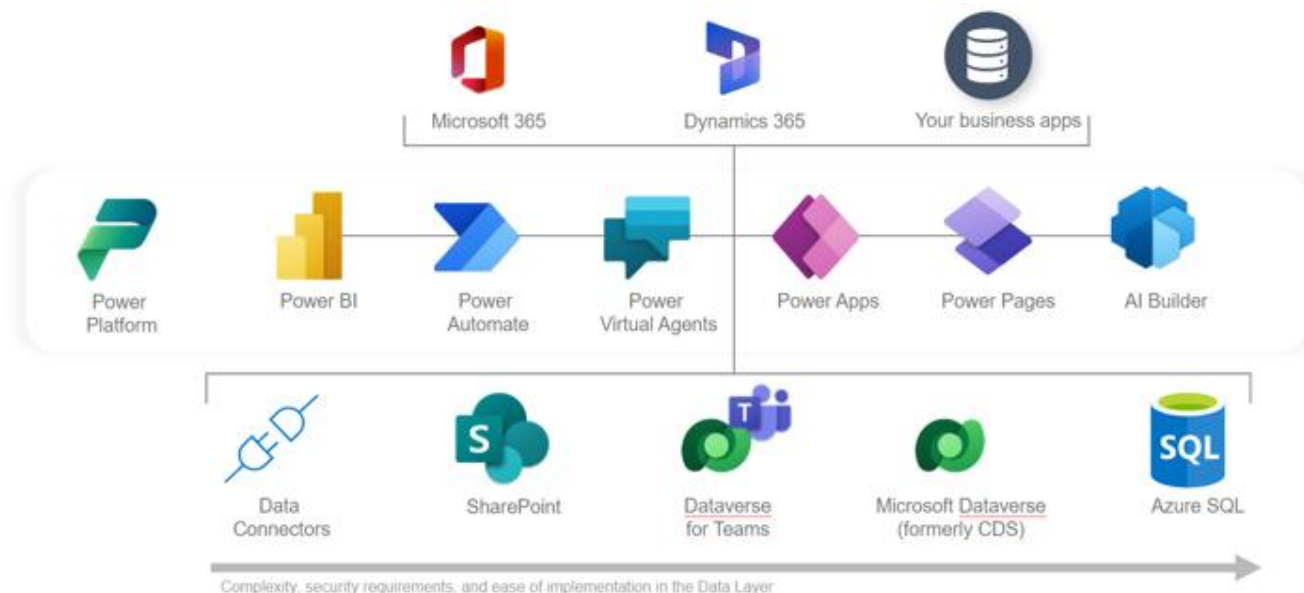 Microsoft 365
Dynamics 365
Your business apps
Power
Platform
Power BI
Power
Automate
Power
Virtual Agents
Power Apps
Power Pages
AI Builder
S
T
SQL
Data
Connectors
SharePoint
Dataverse
for Teams
Microsoft Dataverse
(formerly CDS)
Azure SQL
Complexity, security requirements, and ease of implementation in the Data Layer